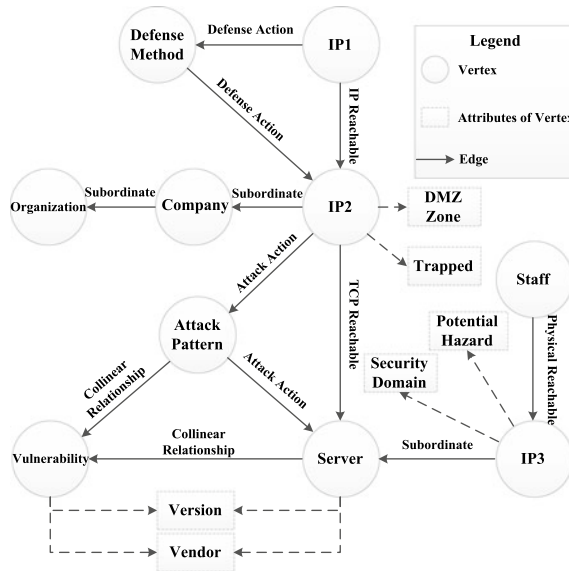 Defense
Method
Defense Action
IP1
Legend
Vertex
Attributes of Vertex
Edge
Defense Action
IP Reachable
Organization
Subordinate
Company
Subordinate
IP2
DMZ
Zone
Trapped
Staff
Attack Action
TCP Reachable
Physical Reachable
Attack
Pattern
Potential
Hazard
Security
Domain
Collinear
Relationship
Attack Action
Vulnerability
Collinear
Relationship
Server
Subordinate
IP3
Version
Vendor